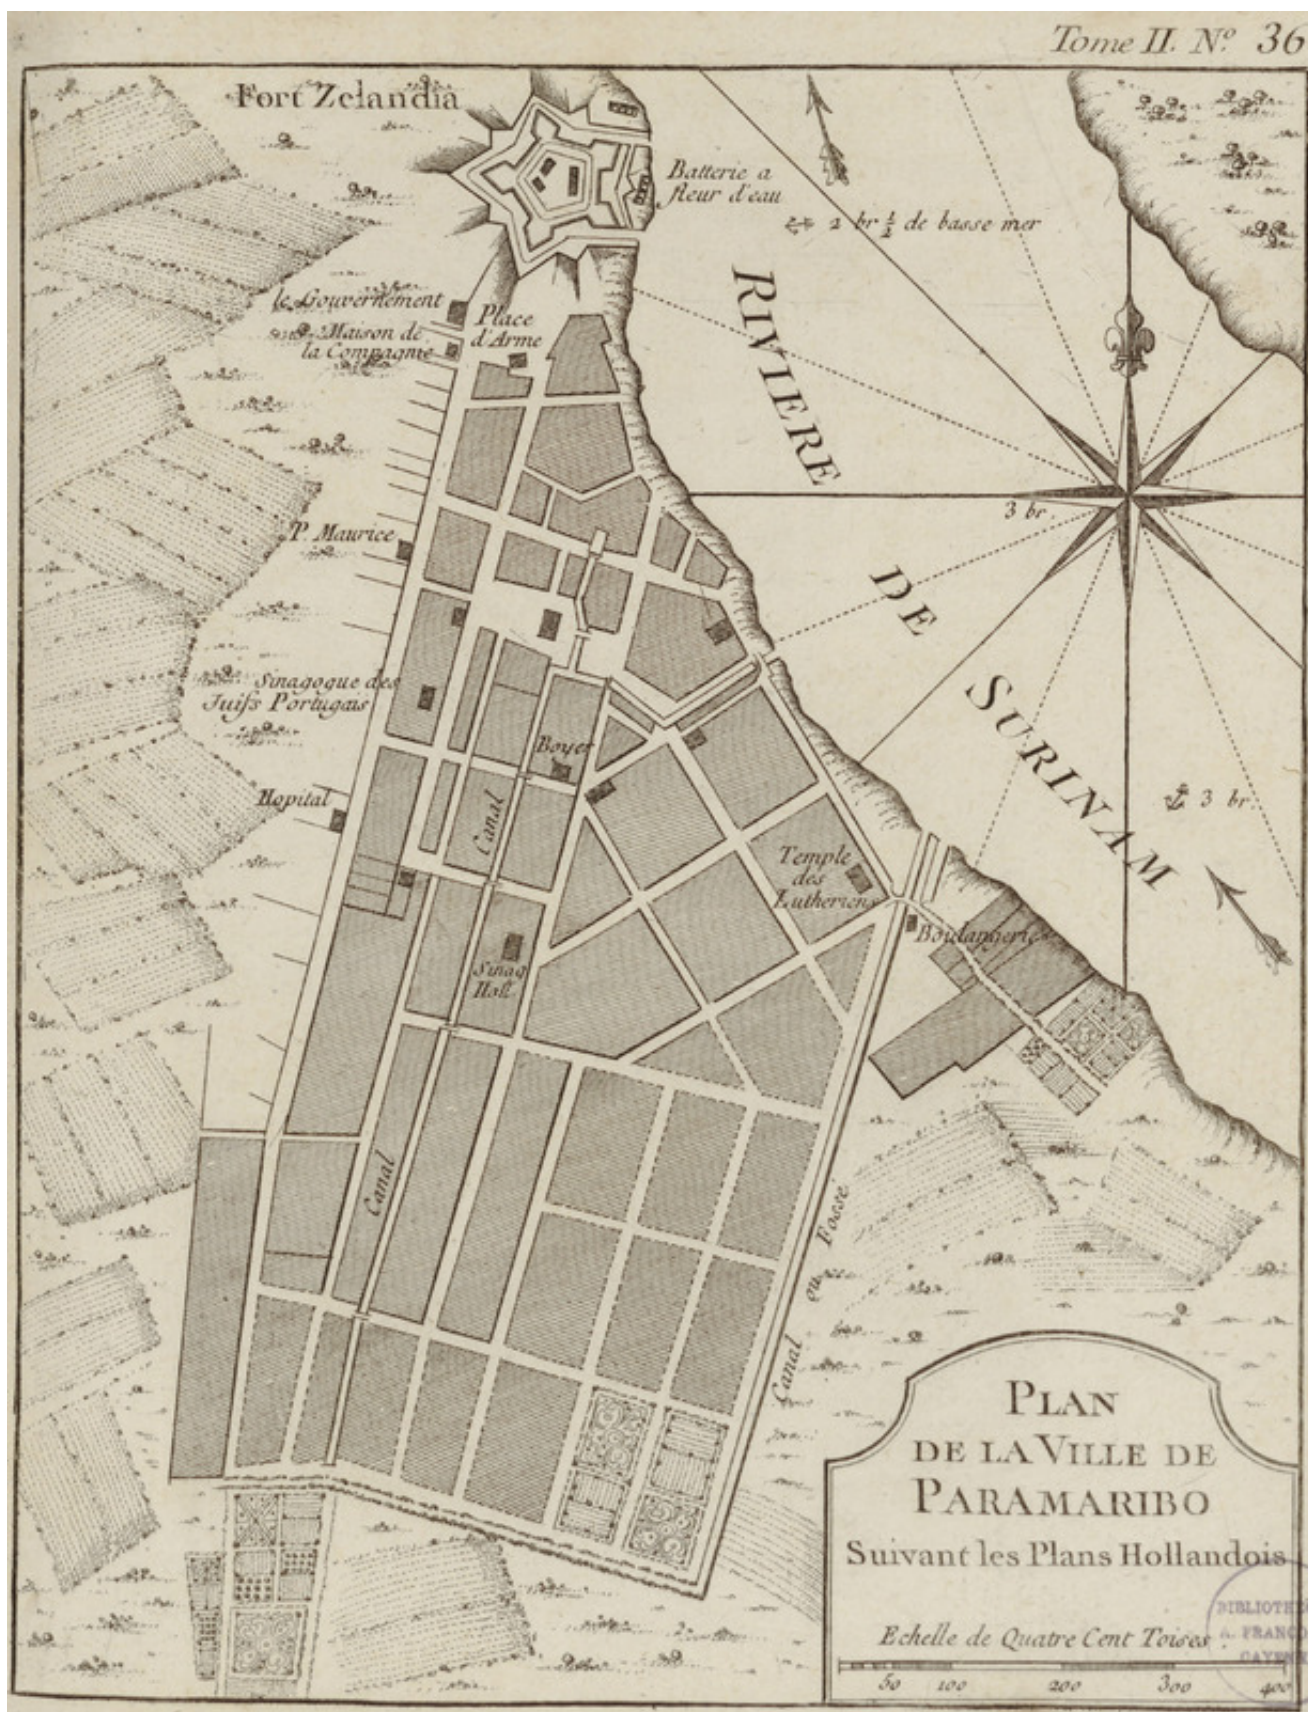 Tome II. Nº 36
Fort Zelandia
Batterie a
fleur d'eau
2 br ½ de basse mer
le Gouvernement
Maison de
la Compagnie
Place
d'Arme
RIVIERE
DE
SURINAM
3 br.
P. Maurice
Sinagogue des
Juifs Portugais
Boyer
Hopital
Canal
3 br.
Temple
des
Lutheriens
Boulangerie
Sinag
Holl.
Canal
Canal ou Fossé
PLAN
DE LA VILLE DE
PARAMARIBO
Suivant les Plans Hollandois
Echelle de Quatre Cent Toises.
50 100 200 300 400